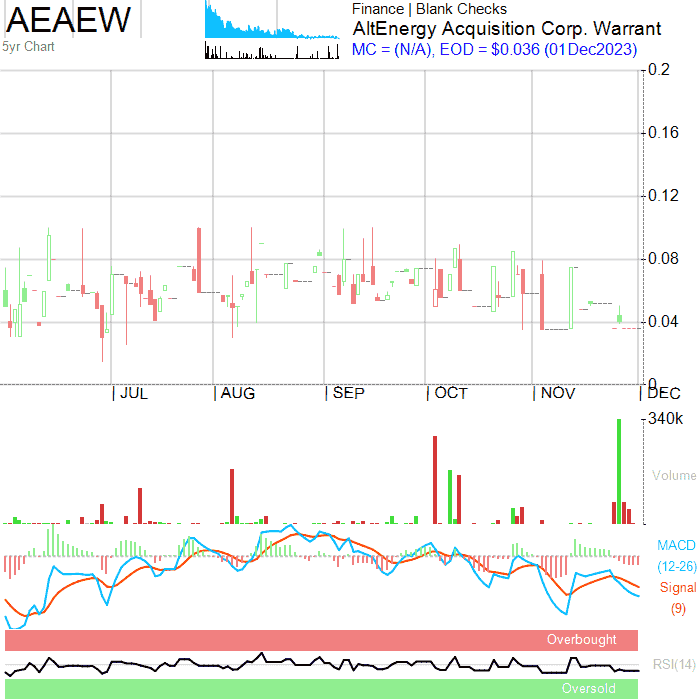 AEAEW
5yr Chart
Finance | Blank Checks
AltEnergy Acquisition Corp. Warrant
MC = (N/A), EOD = $0.036 (01Dec2023)
0.2
0.16
0.12
0.08
0.04
0
JUL
AUG
SEP
OCT
NOV
DEC
340k
Volume
MACD
(12-26)
Signal
(9)
Overbought
RSI(14)
Oversold